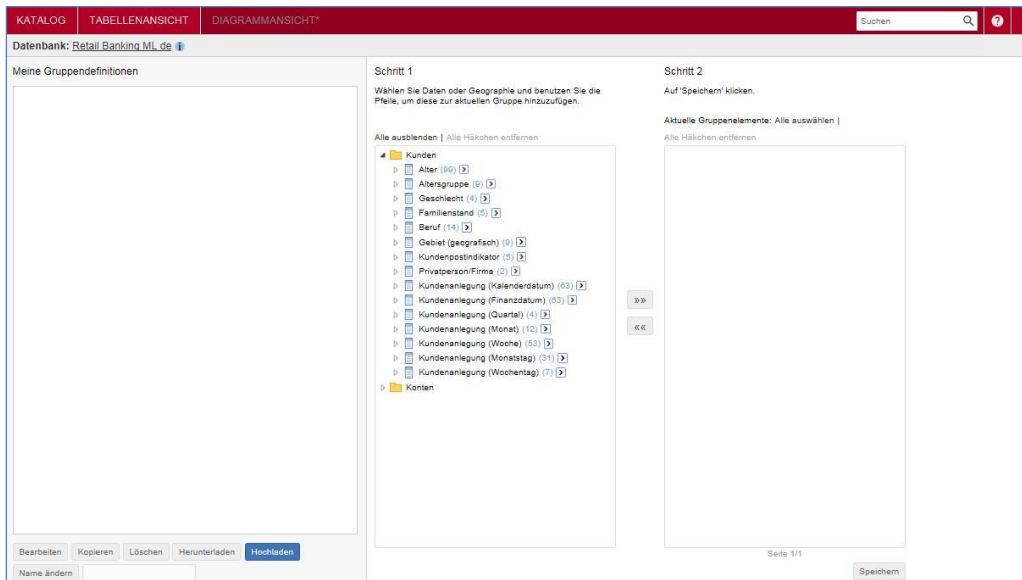 KATALOG TABELLENANSICHT DIAGRAMMANSICHT* Suchen
Datenbank: Retail Banking ML de
Meine Gruppendefinitionen
Bearbeiten Kopieren Löschen Herunterladen Hochladen
Name ändern
Schritt 1
Wählen Sie Daten oder Geographie und benutzen Sie die
Pfeile, um diese zur aktuellen Gruppe hinzuzufügen.
Alle ausblenden | Alle Häkchen entfernen
Kunden
Alter (99)
Altersgruppe (9)
Geschlecht (4)
Familienstand (5)
Beruf (14)
Gebiet (geografisch) (9)
Kundenpostindikator (5)
Privatperson/Firma (2)
Kundenanlegung (Kalenderdatum) (63)
Kundenanlegung (Finanzdatum) (63)
Kundenanlegung (Quartal) (4)
Kundenanlegung (Monat) (12)
Kundenanlegung (Woche) (53)
Kundenanlegung (Monatstag) (31)
Kundenanlegung (Wochentag) (7)
Konten
»»
««
Schritt 2
Auf 'Speichern' klicken.
Aktuelle Gruppenelemente: Alle auswählen |
Alle Häkchen entfernen
Seite 1/1
Speichern